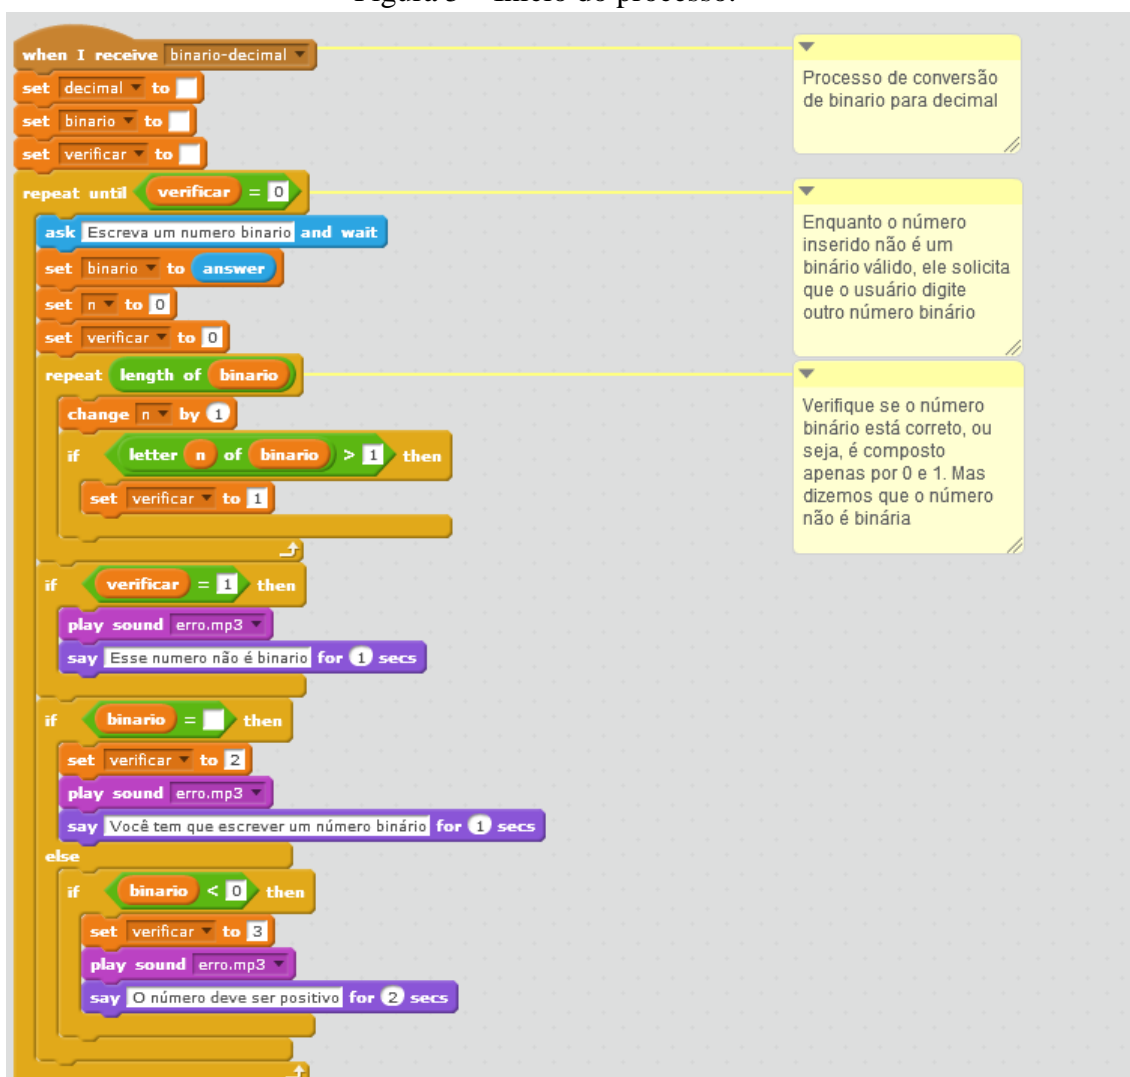 when I receive binario-decimal
Processo de conversão
de binario para decimal
set decimal to
set binario to
set verificar to
repeat until verificar = 0
Enquanto o número
inserido não é um
binário válido, ele solicita
que o usuário digite
outro número binário
ask Escreva um numero binario and wait
set binario to answer
set n to 0
set verificar to 0
repeat length of binario
Verifique se o número
binário está correto, ou
seja, é composto
apenas por 0 e 1. Mas
dizemos que o número
não é binária
change n by 1
if letter n of binario > 1 then
set verificar to 1
if verificar = 1 then
play sound erro.mp3
say Esse numero não é binario for 1 secs
if binario = then
set verificar to 2
play sound erro.mp3
say Você tem que escrever um número binário for 1 secs
else
if binario < 0 then
set verificar to 3
play sound erro.mp3
say O número deve ser positivo for 2 secs